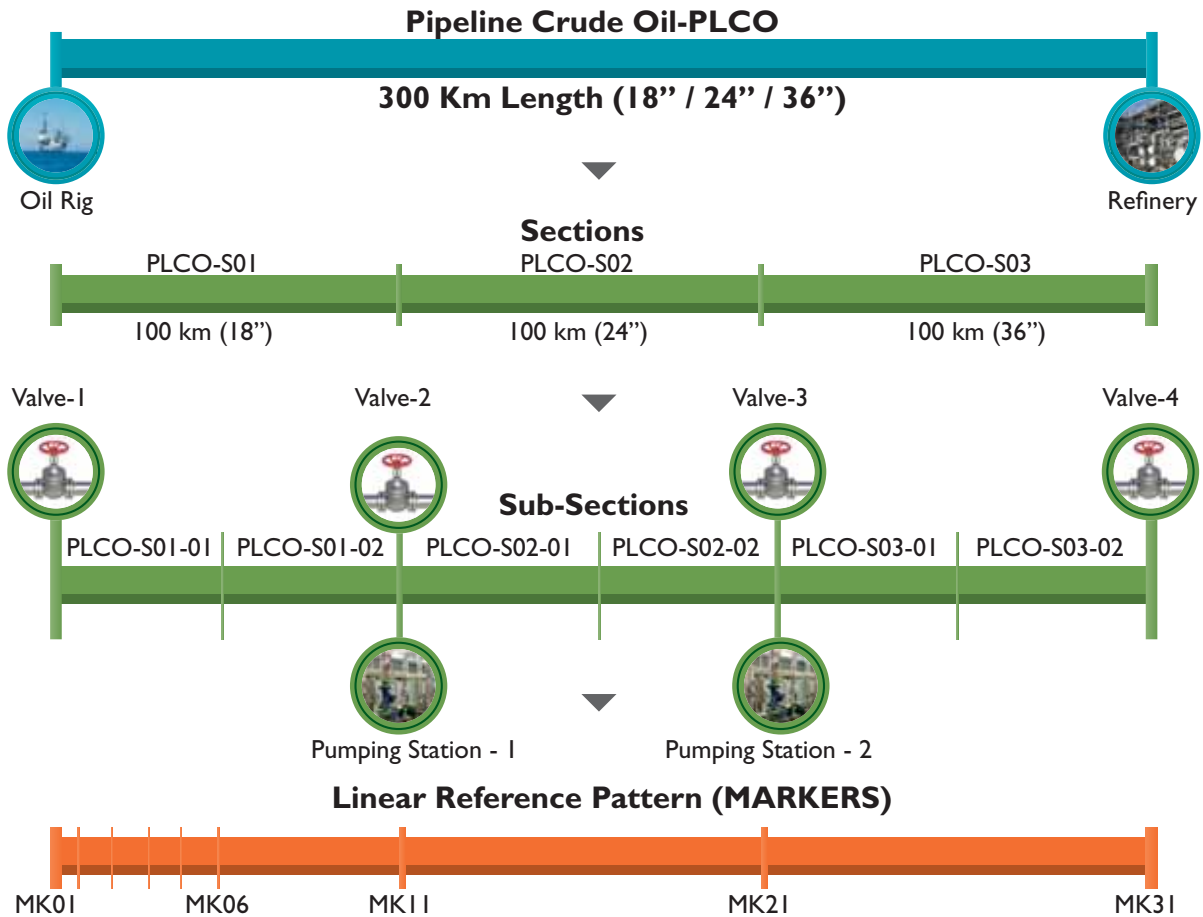 Pipeline Crude Oil-PLCO
300 Km Length (18” / 24” / 36”)
Oil Rig
Refinery
Sections
PLCO-S01
PLCO-S02
PLCO-S03
100 km (18”)
100 km (24”)
100 km (36”)
Valve-1
Valve-2
Valve-3
Valve-4
Sub-Sections
PLCO-S01-01
PLCO-S01-02
PLCO-S02-01
PLCO-S02-02
PLCO-S03-01
PLCO-S03-02
Pumping Station - 1
Pumping Station - 2
Linear Reference Pattern (MARKERS)
MK01
MK06
MK11
MK21
MK31